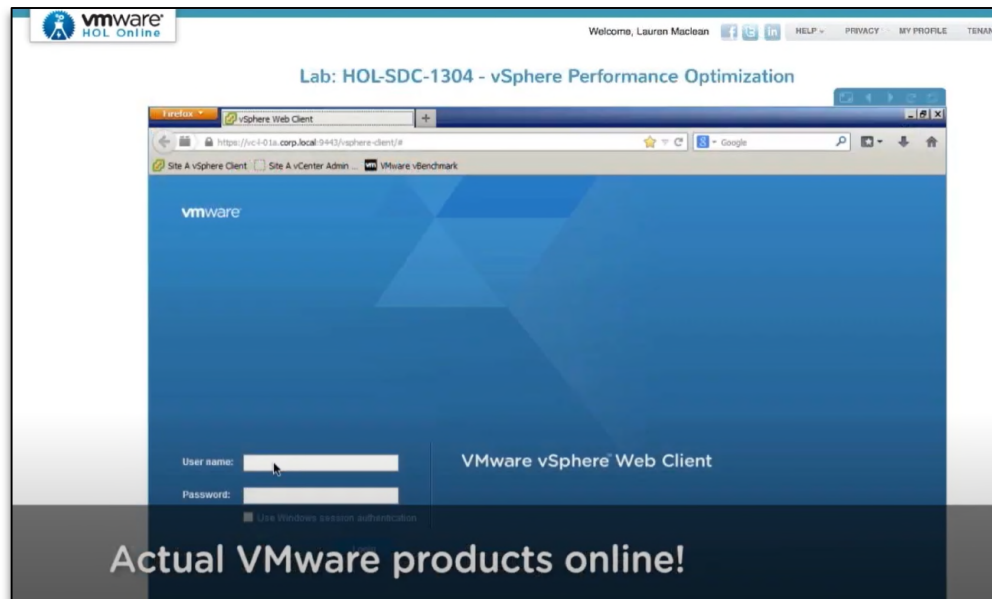 vmware®
HOL Online
Welcome, Lauren Maclean
HELP
PRIVACY
MY PROFILE
TENAN
Lab: HOL-SDC-1304 - vSphere Performance Optimization
Firefox
vSphere Web Client
https://vc-l-01a.corp.local:9443/vsphere-client/#
Google
Site A vSphere Client
Site A vCenter Admin ...
VMware vBenchmark
vmware®
User name:
VMware vSphere™ Web Client
Password:
Use Windows session authentication
Actual VMware products online!